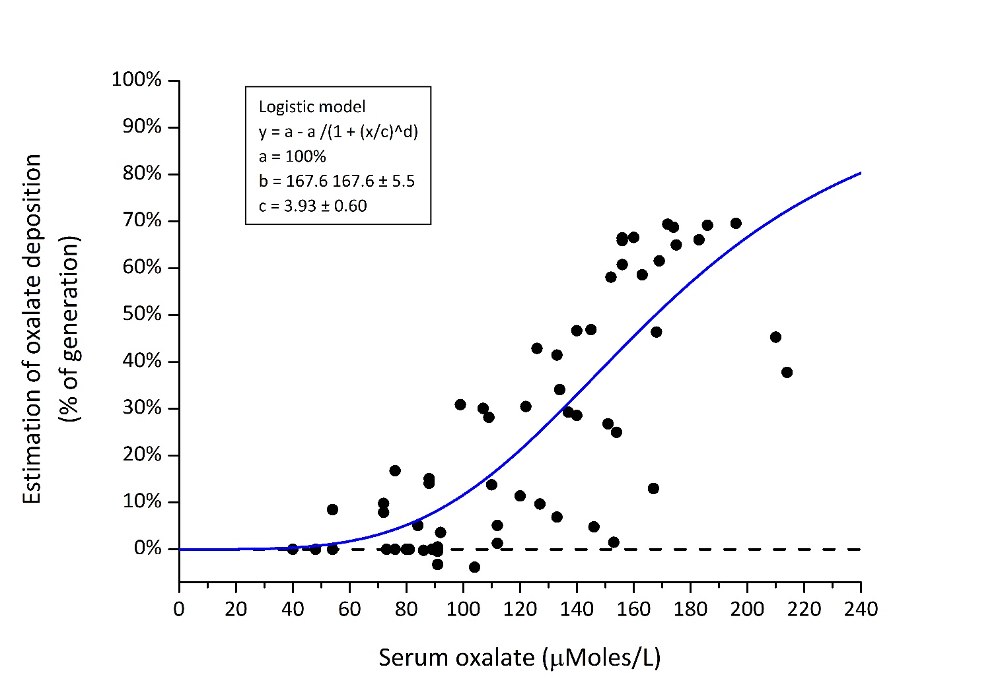 100%
90%
80%
70%
60%
50%
40%
30%
20%
10%
0%
Estimation of oxalate deposition
(% of generation)
Logistic model
y = a - a /(1 + (x/c)^d)
a = 100%
b = 167.6 167.6 ± 5.5
c = 3.93 ± 0.60
0 20 40 60 80 100 120 140 160 180 200 220 240
Serum oxalate (μMoles/L)